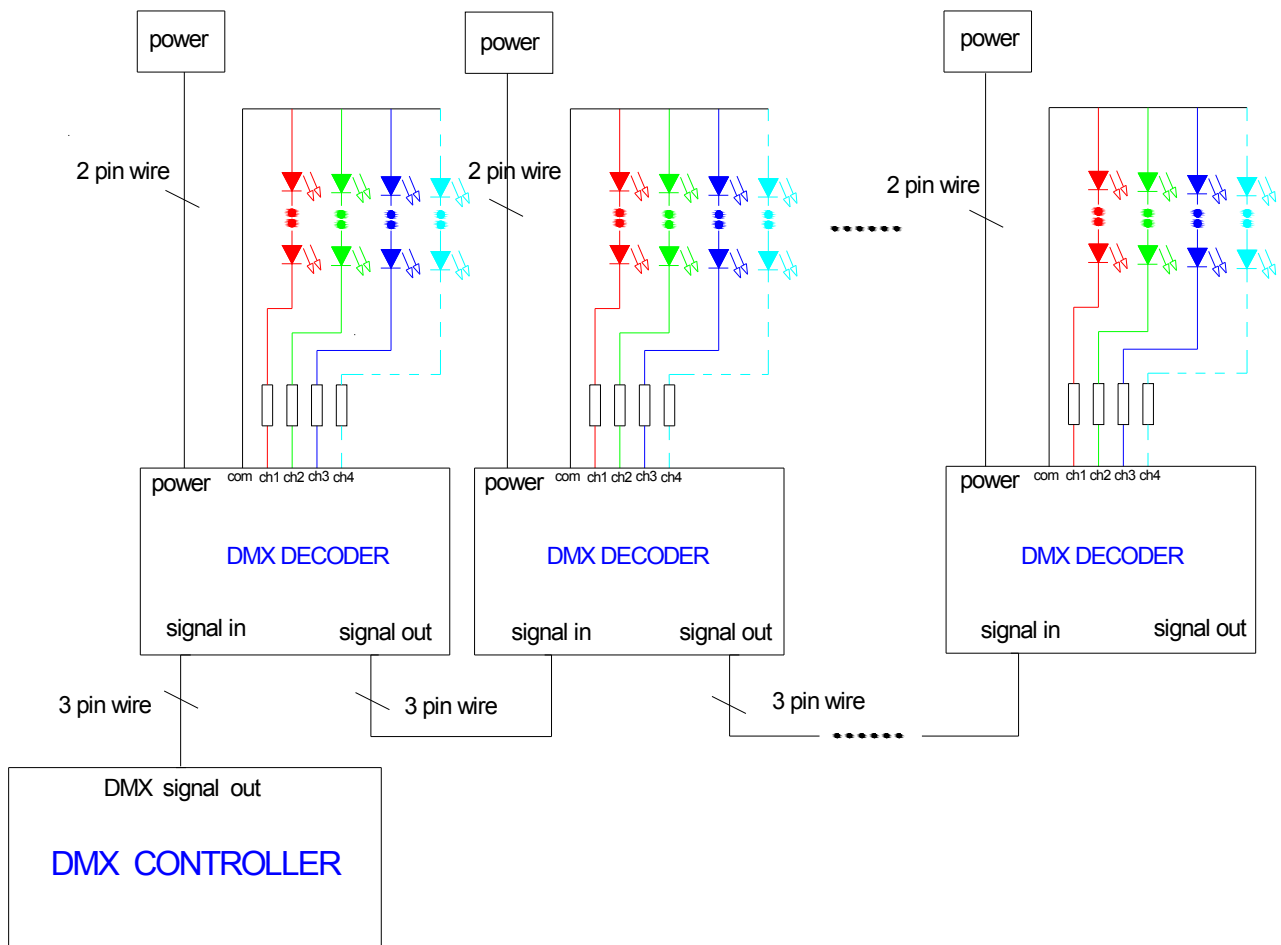 power
power
power
2 pin wire
2 pin wire
2 pin wire
power
com
ch1
ch2
ch3
ch4
DMX DECODER
signal in
signal out
power
com
ch1
ch2
ch3
ch4
DMX DECODER
signal in
signal out
power
com
ch1
ch2
ch3
ch4
DMX DECODER
signal in
signal out
3 pin wire
3 pin wire
3 pin wire
DMX signal out
DMX CONTROLLER